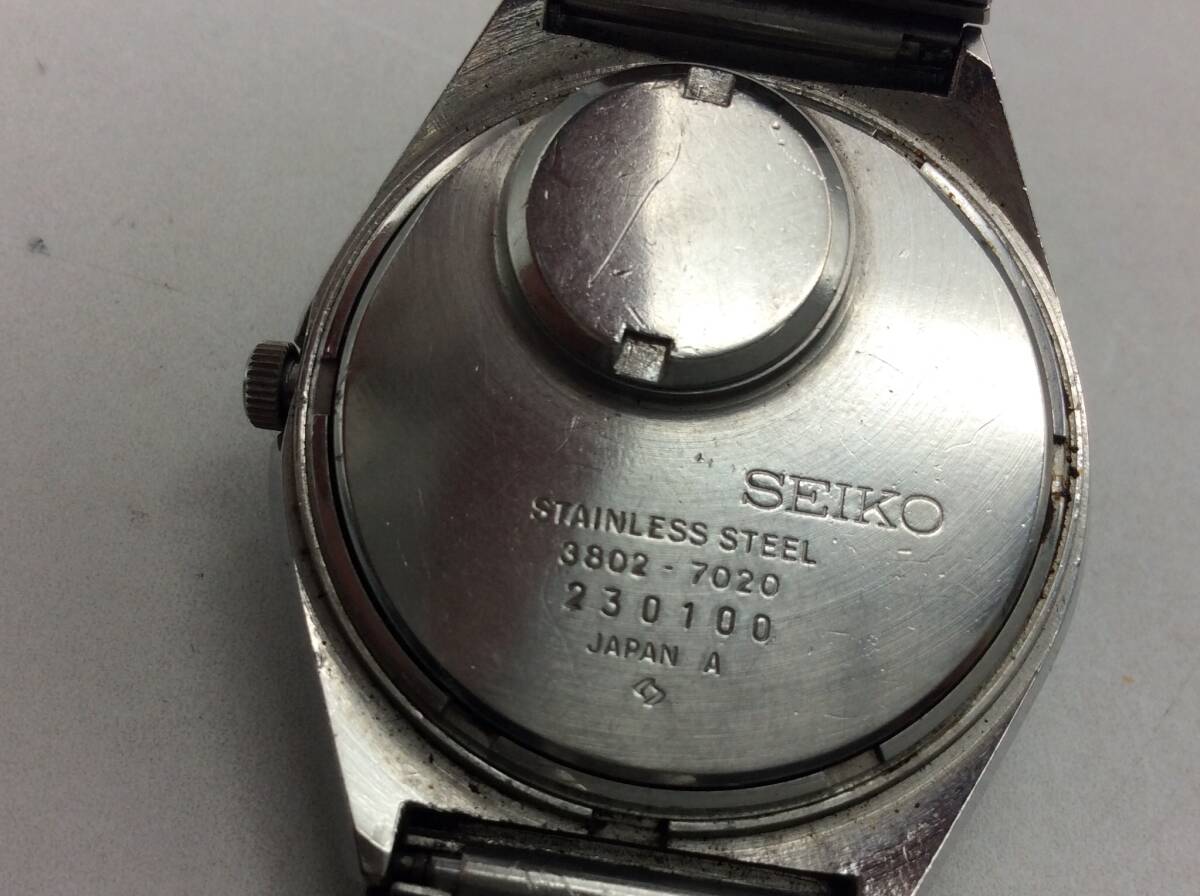 SEIKO
STAINLESS STEEL
3802-7020
230100
JAPAN A